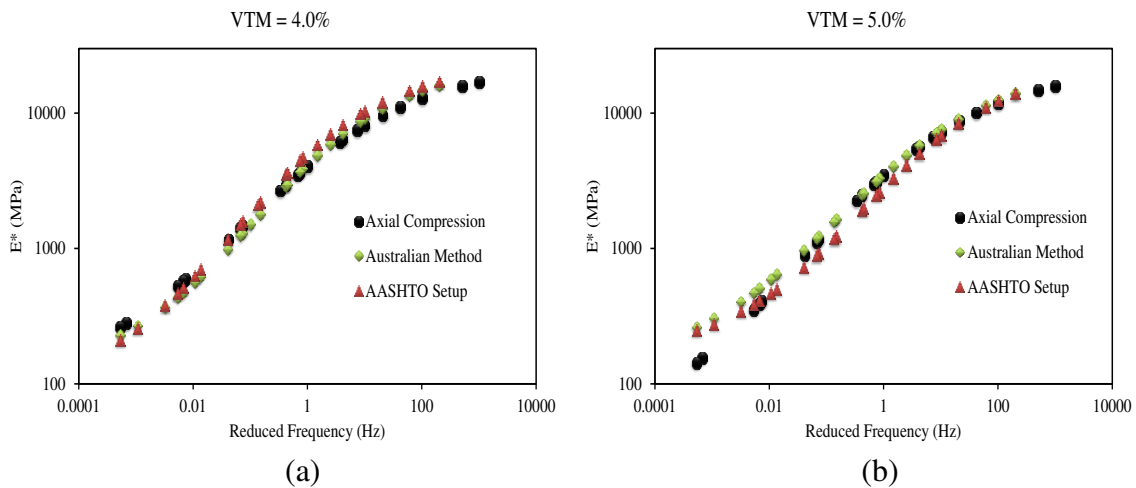 VTM = 4.0%
E* (MPa)
10000
1000
100
0.0001
0.01
1
100
10000
Reduced Frequency (Hz)
Axial Compression
Australian Method
AASHTO Setup
(a)
VTM = 5.0%
E* (MPa)
10000
1000
100
0.0001
0.01
1
100
10000
Reduced Frequency (Hz)
Axial Compression
Australian Method
AASHTO Setup
(b)